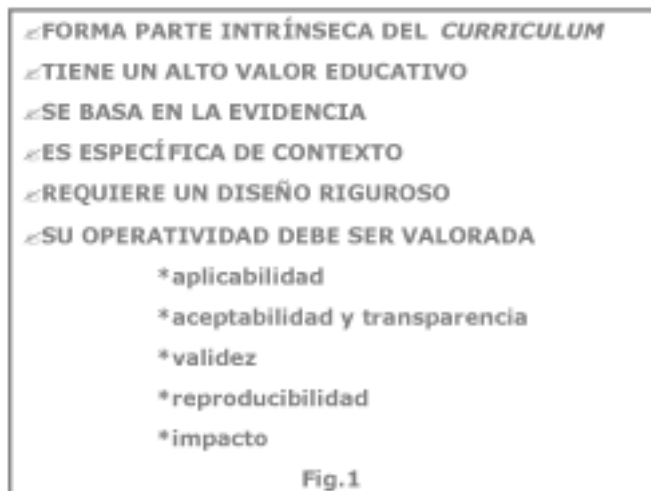 FORMA PARTE INTRÍNSECA DEL CURRICULUM
TIENE UN ALTO VALOR EDUCATIVO
SE BASA EN LA EVIDENCIA
ES ESPECÍFICA DE CONTEXTO
REQUIERE UN DISEÑO RIGUROSO
SU OPERATIVIDAD DEBE SER VALORADA
*aplicabilidad
*aceptabilidad y transparencia
*validez
*reproducibilidad
*impacto
Fig.1